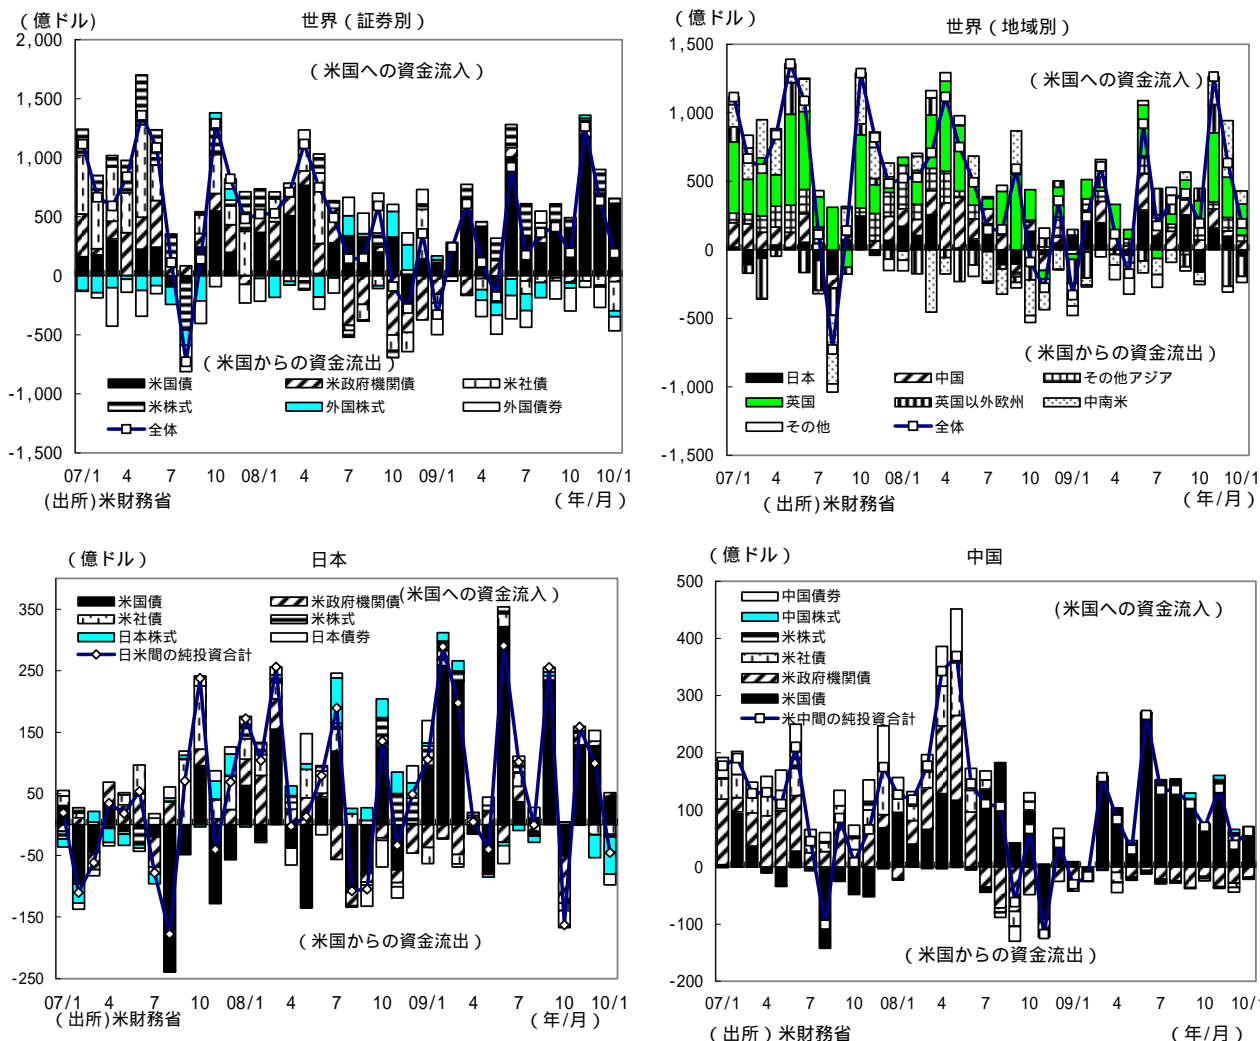 （億ドル）
世界（証券別）
2,000
1,500
1,000
500
0
-500
-1,000
-1,500
（米国への資金流入）
（米国からの資金流出）
米国債 米政府機関債 米社債
米株式 外国株式 外国債券
全体
07/1 4 7 10 08/1 4 7 10 09/1 4 7 10 10/1
(出所)米財務省
（年/月）
（億ドル）
世界（地域別）
1,500
1,000
500
0
-500
-1,000
-1,500
（米国への資金流入）
（米国からの資金流出）
日本 中国 その他アジア
英国 英国以外欧州 中南米
その他 全体
07/1 4 7 10 08/1 4 7 10 09/1 4 7 10 10/1
（出所）米財務省
（年/月）
（億ドル）
日本
350
250
150
50
-50
-150
-250
（米国への資金流入）
米国債 米政府機関債
米社債 米株式
日本株式 日本債券
日米間の純投資合計
（米国からの資金流出）
07/1 4 7 10 08/1 4 7 10 09/1 4 7 10 10/1
（出所）米財務省
（年/月）
（億ドル）
中国
500
400
300
200
100
0
-100
-200
（米国への資金流入）
中国債券
中国株式
米株式
米社債
米政府機関債
米国債
米中間の純投資合計
（米国からの資金流出）
07/1 4 7 10 08/1 4 7 10 09/1 4 7 10 10/1
（出所）米財務省
（年/月）